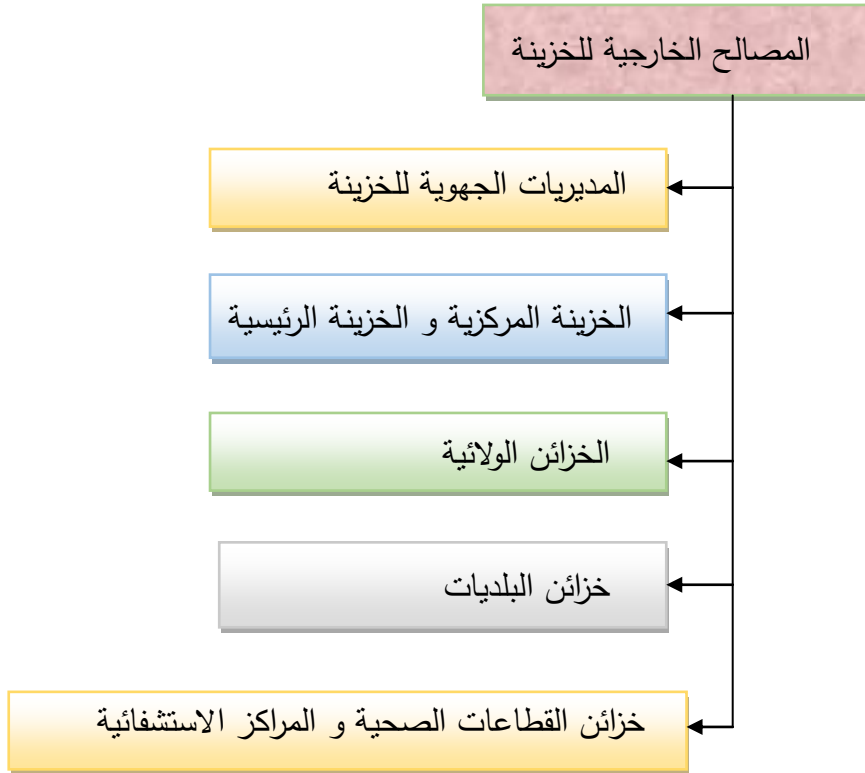 المصالح الخارجية للخزينة
المديريات الجهوية للخزينة
الخزينة المركزية و الخزينة الرئيسية
الخزائن الولائية
خزائن البلديات
خزائن القطاعات الصحية و المراكز الاستشفائية